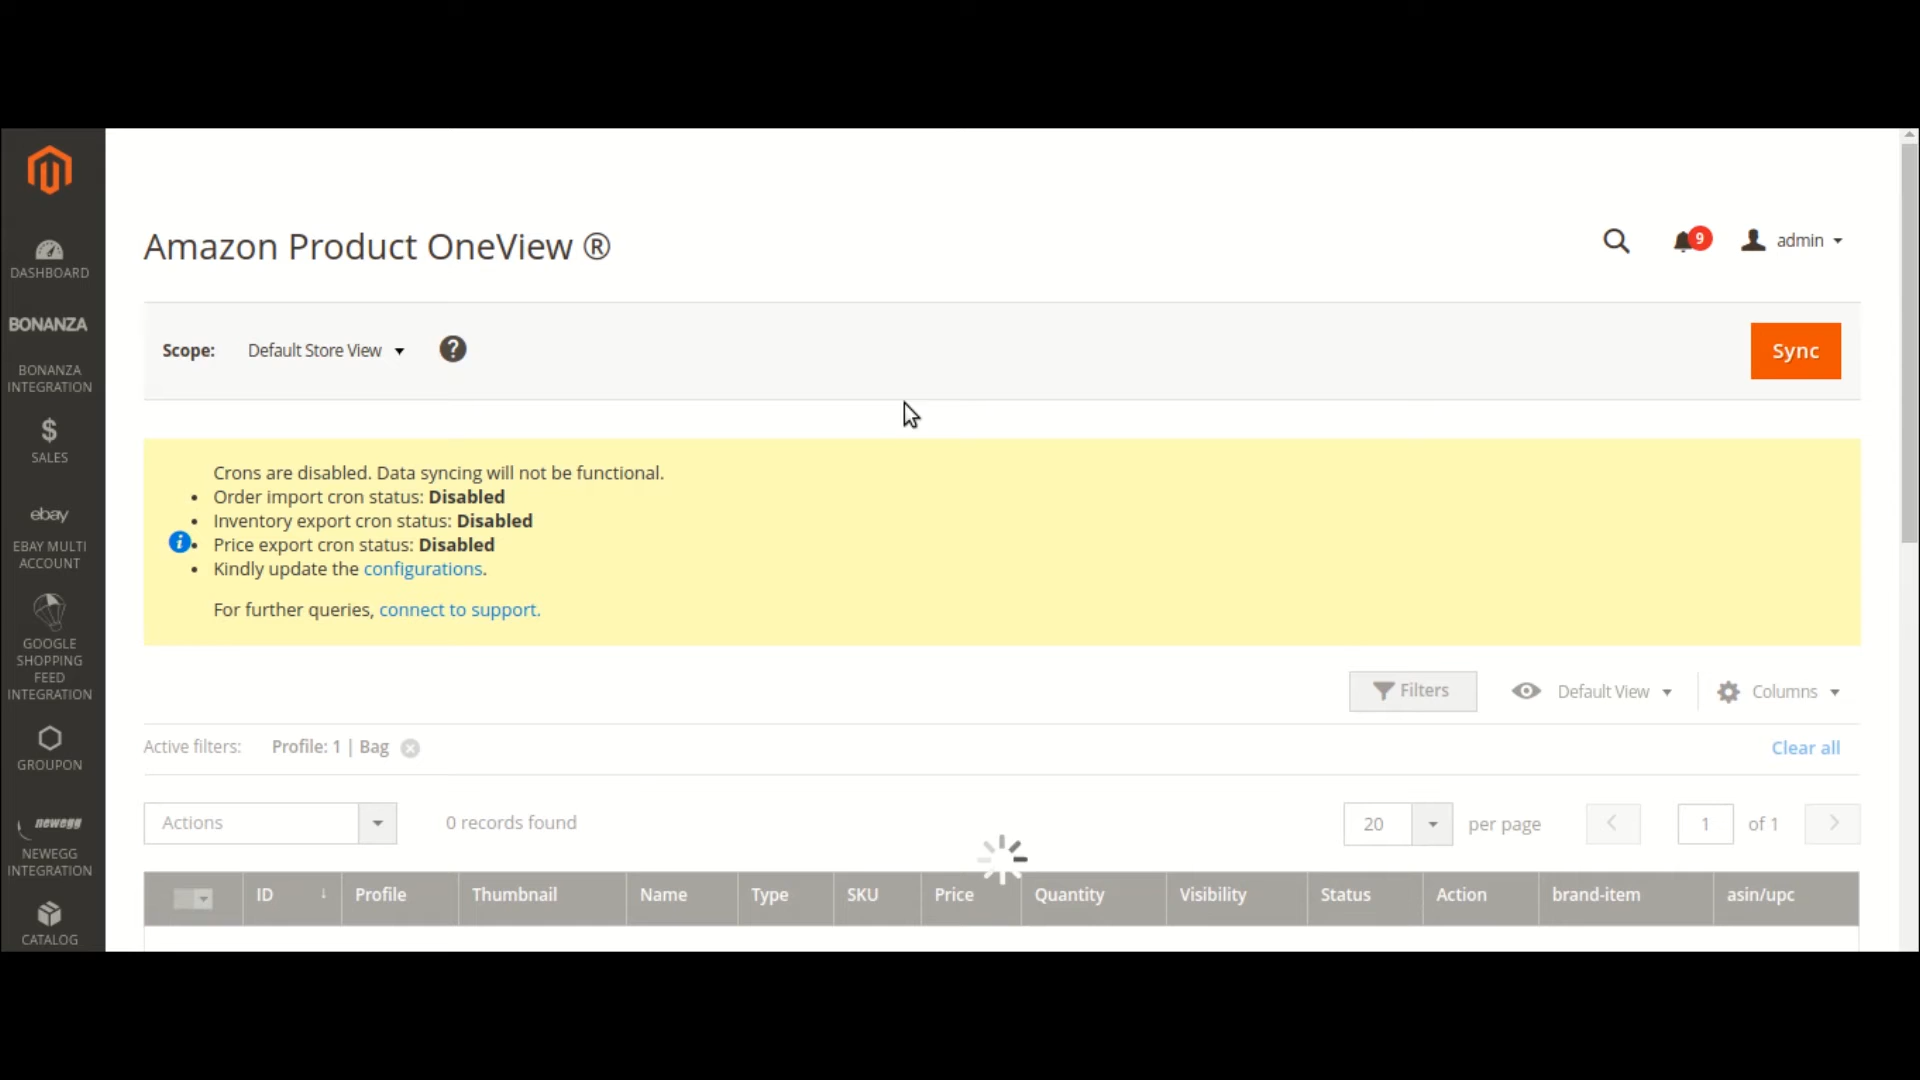 Amazon Product OneView ®
9
admin
DASHBOARD
BONANZA
BONANZA
INTEGRATION
$
SALES
ebay
EBAY MULTI
ACCOUNT
GOOGLE
SHOPPING
FEED
INTEGRATION
GROUPON
newegg
NEWEGG
INTEGRATION
CATALOG
Scope: Default Store View ?
Sync
Crons are disabled. Data syncing will not be functional.
• Order import cron status: Disabled
• Inventory export cron status: Disabled
• Price export cron status: Disabled
• Kindly update the configurations.
For further queries, connect to support.
Filters Default View Columns
Active filters: Profile: 1 | Bag Clear all
Actions 0 records found 20 per page 1 of 1
ID ↓ Profile Thumbnail Name Type SKU Price Quantity Visibility Status Action brand-item asin/upc